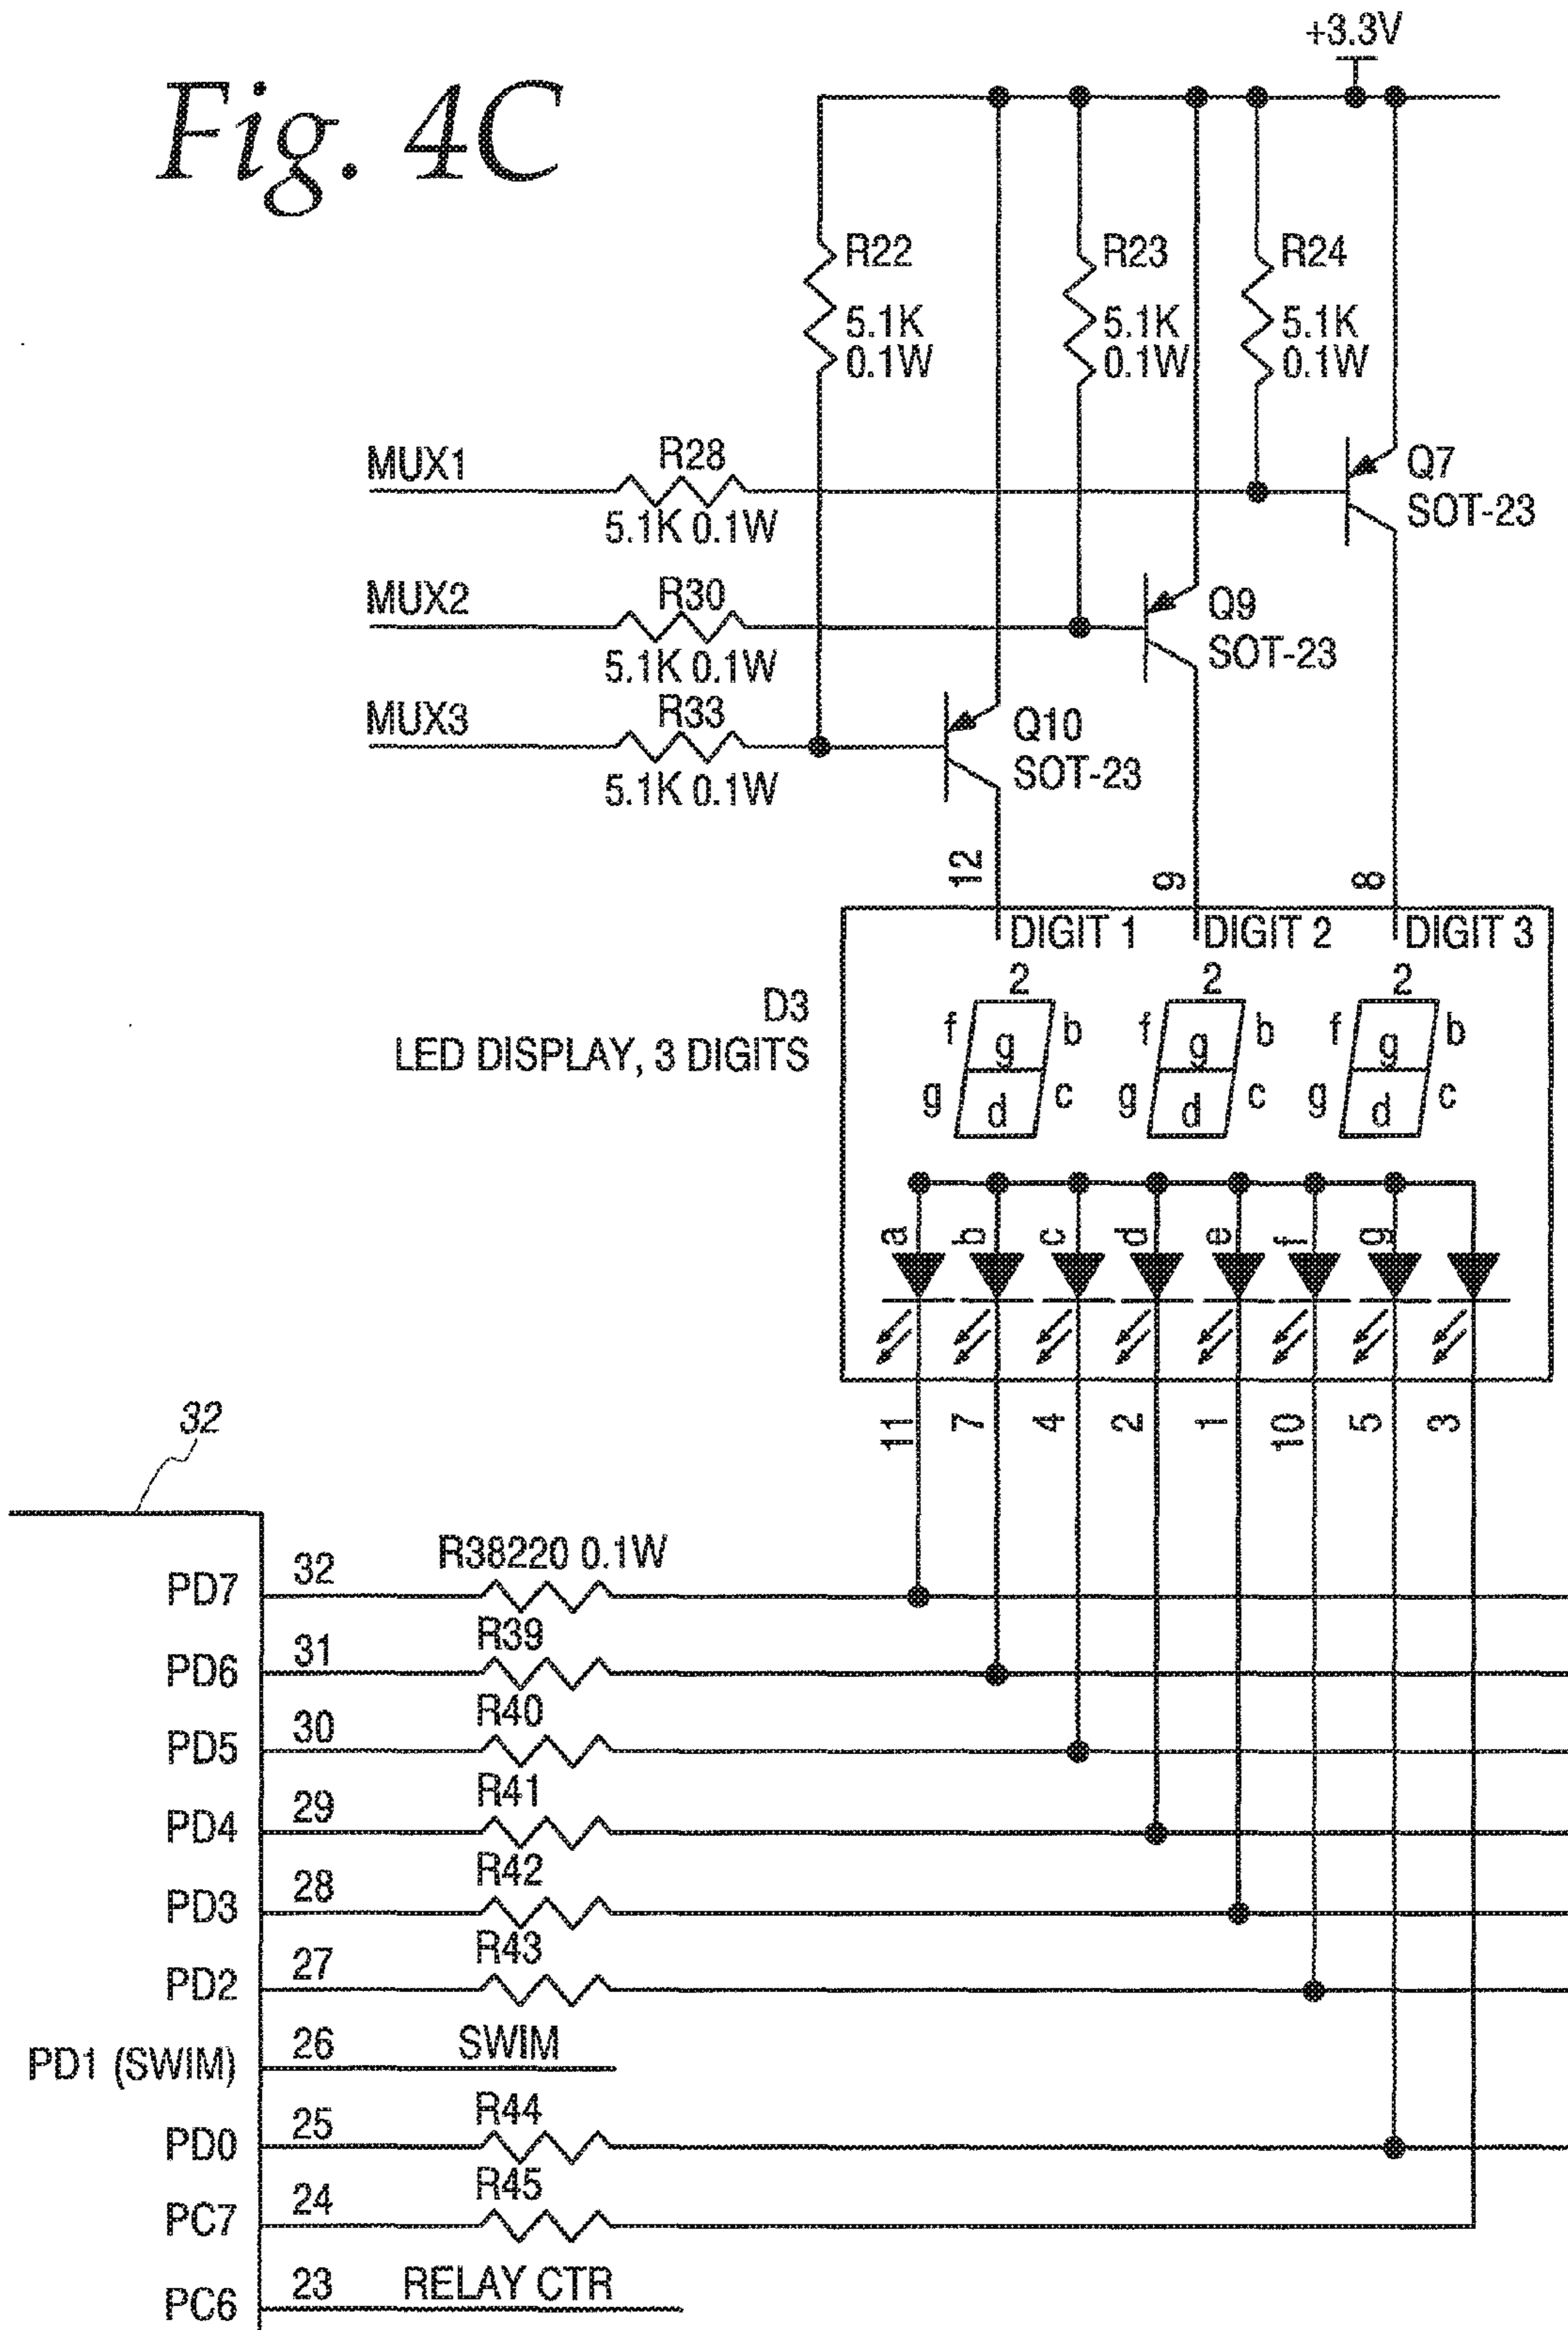 Fig. 4C
+3.3V
R22
5.1K
0.1W
R23
5.1K
0.1W
R24
5.1K
0.1W
MUX1
R28
5.1K 0.1W
Q7
SOT-23
MUX2
R30
5.1K 0.1W
Q9
SOT-23
MUX3
R33
5.1K 0.1W
Q10
SOT-23
12
9
8
DIGIT 1
DIGIT 2
DIGIT 3
D3
LED DISPLAY, 3 DIGITS
2
f
g
b
g
d
c
2
f
g
b
g
d
c
2
f
g
b
g
d
c
a
b
c
d
e
f
g
11
7
4
2
1
10
5
3
32
PD7
32
R38220 0.1W
PD6
31
R39
PD5
30
R40
PD4
29
R41
PD3
28
R42
PD2
27
R43
PD1 (SWIM)
26
SWIM
PD0
25
R44
PC7
24
R45
PC6
23
RELAY CTR